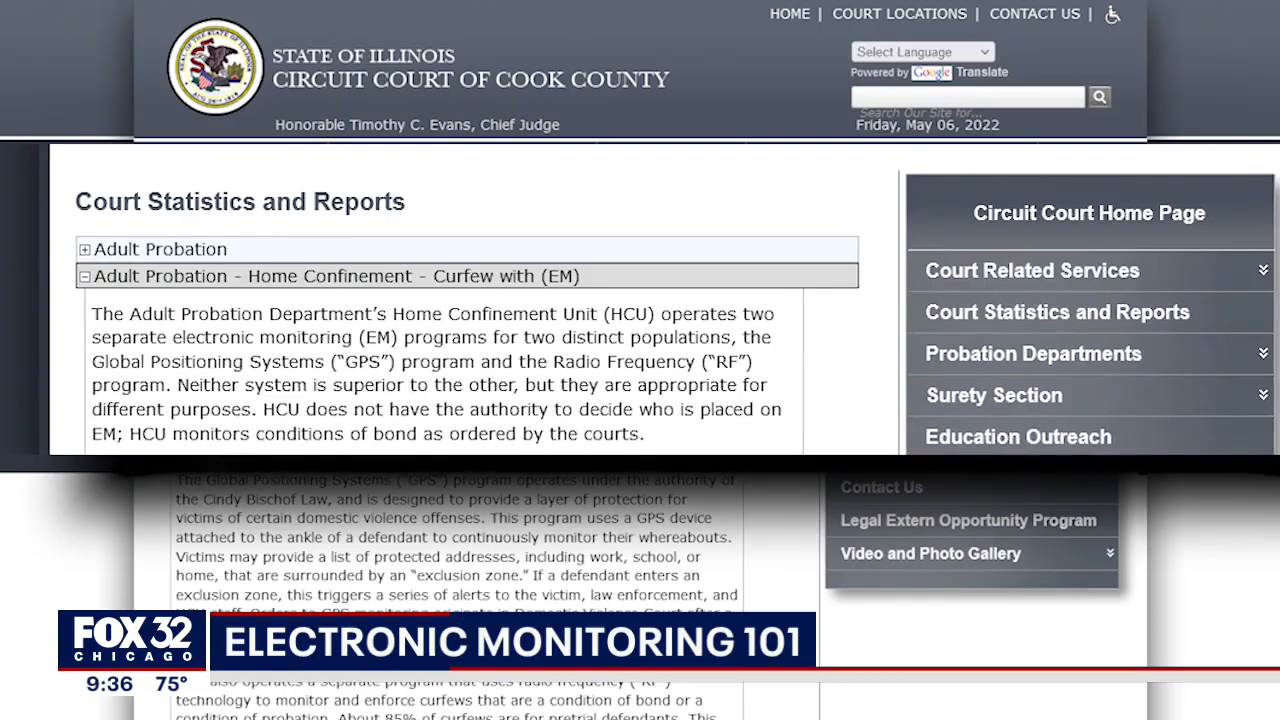 HOME | COURT LOCATIONS | CONTACT US |
STATE OF ILLINOIS
CIRCUIT COURT OF COOK COUNTY
Honorable Timothy C. Evans, Chief Judge
Select Language
Powered by Google Translate
Search Our Site for...
Friday, May 06, 2022
Court Statistics and Reports
Adult Probation
Adult Probation - Home Confinement - Curfew with (EM)
The Adult Probation Department's Home Confinement Unit (HCU) operates two
separate electronic monitoring (EM) programs for two distinct populations, the
Global Positioning Systems ("GPS") program and the Radio Frequency ("RF")
program. Neither system is superior to the other, but they are appropriate for
different purposes. HCU does not have the authority to decide who is placed on
EM; HCU monitors conditions of bond as ordered by the courts.
Circuit Court Home Page
Court Related Services
Court Statistics and Reports
Probation Departments
Surety Section
Education Outreach
The Global Positioning Systems ("GPS") program operates under the authority of
the Cindy Bischof Law, and is designed to provide a layer of protection for
victims of certain domestic violence offenses. This program uses a GPS device
attached to the ankle of a defendant to continuously monitor their whereabouts.
Victims may provide a list of protected addresses, including work, school, or
home, that are surrounded by an "exclusion zone." If a defendant enters an
exclusion zone, this triggers a series of alerts to the victim, law enforcement, and
Contact Us
Legal Extern Opportunity Program
Video and Photo Gallery
FOX 32
CHICAGO
ELECTRONIC MONITORING 101
9:36 75°
also operates a separate program that uses radio frequency ("RF")
technology to monitor and enforce curfews that are a condition of bond or a
condition of probation. About 85% of curfews are for pretrial defendants. This